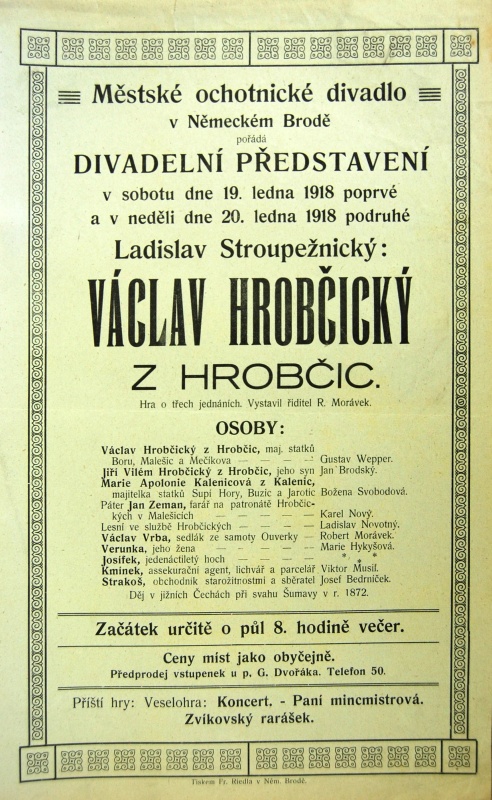 Městské ochotnické divadlo
v Německém Brodě
pořádá
DIVADELNÍ PŘEDSTAVENÍ
v sobotu dne 19. ledna 1918 poprvé
a v neděli dne 20. ledna 1918 podruhé
Ladislav Stroupežnický:
VÁCLAV HROBČICKÝ
Z HROBČIC.
Hra o třech jednáních. Vystavil řiditel R. Morávek.
OSOBY:
Václav Hrobčický z Hrobčic, maj. statků
Boru, Malešic a Mečíkova — — — — Gustav Wepper.
Jiří Vilém Hrobčický z Hrobčic, jeho syn Jan Brodský.
Marie Apolonie Kalenicová z Kalenic,
majitelka statků Supí Hory, Buzic a Jarotic Božena Svobodová.
Páter Jan Zeman, farář na patronátě Hrobčic-
kých v Malešicích — — — — Karel Nový.
Lesní ve službě Hrobčických — — — Ladislav Novotný.
Václav Vrba, sedlák ze samoty Ouverky — Robert Morávek.
Verunka, jeho žena — — — — Marie Hykyšová.
Josífek, jedenáctiletý hoch — — — * * *
Kminek, assekurační agent, lichvář a parcelář Viktor Musil.
Strakoš, obchodník starožitnostmi a sběratel Josef Bedrníček.
Děj v jižních Čechách při svahu Šumavy v r. 1872.
Začátek určitě o půl 8. hodině večer.
Ceny míst jako obyčejně.
Předprodej vstupenek u p. G. Dvořáka. Telefon 50.
Příští hry: Veselohra: Koncert. - Paní mincmistrová.
Zvíkovský rarášek.
Tiskem Fr. Riedla v Něm. Brodě.